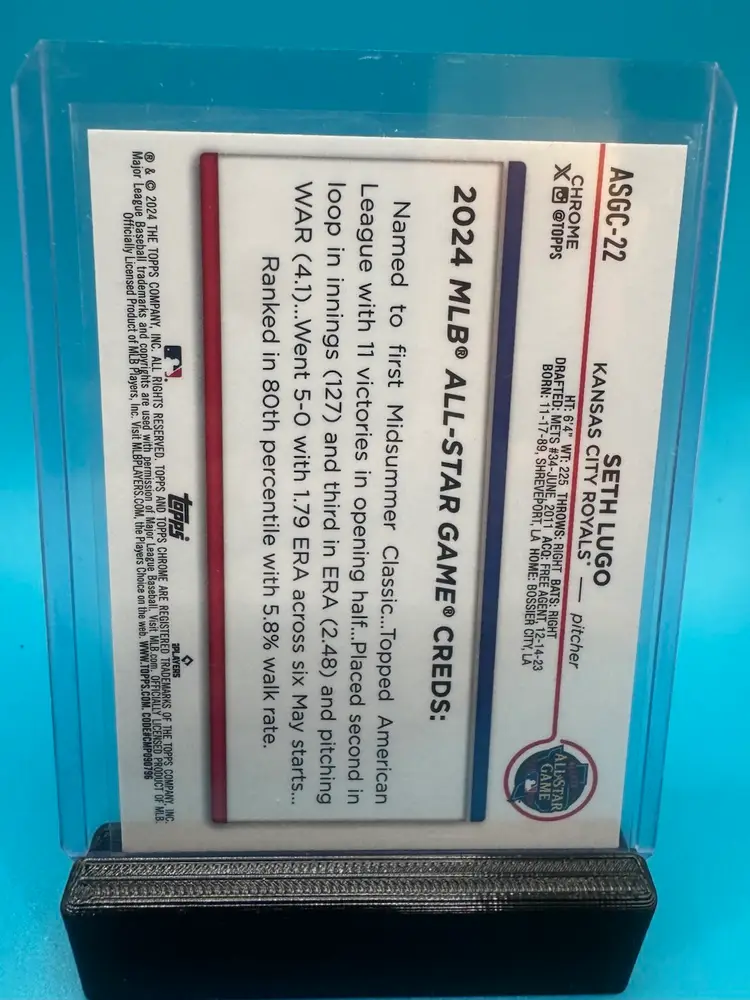 ASGC-22
CHROME
X @TOPPS
SETH LUGO
KANSAS CITY ROYALS® — pitcher
HT: 6'4" WT: 225 THROWS: RIGHT BATS: RIGHT
DRAFTED: METS #34-JUNE, 2011 ACQ: FREE AGENT, 12-14-23
BORN: 11-17-89, SHREVEPORT, LA HOME: BOSSIER CITY, LA
ALL-STAR
GAME
2024 MLB® ALL-STAR GAME® CREDS:
Named to first Midsummer Classic...Topped American
League with 11 victories in opening half...Placed second in
loop in innings (127) and third in ERA (2.48) and pitching
WAR (4.1)...Went 5-0 with 1.79 ERA across six May starts...
Ranked in 80th percentile with 5.8% walk rate.
topps
PLAYERS
® & © 2024 THE TOPPS COMPANY, INC. ALL RIGHTS RESERVED. TOPPS AND TOPPS CHROME ARE REGISTERED TRADEMARKS OF THE TOPPS COMPANY, INC.
Major League Baseball trademarks and copyrights are used with permission of Major League Baseball. Visit MLB.com. OFFICIALLY LICENSED PRODUCT OF MLB
Officially Licensed Product of MLB Players, Inc. Visit MLBPLAYERS.COM, the Players Choice on the web. WWW.TOPPS.COM. CODE#CMP090796